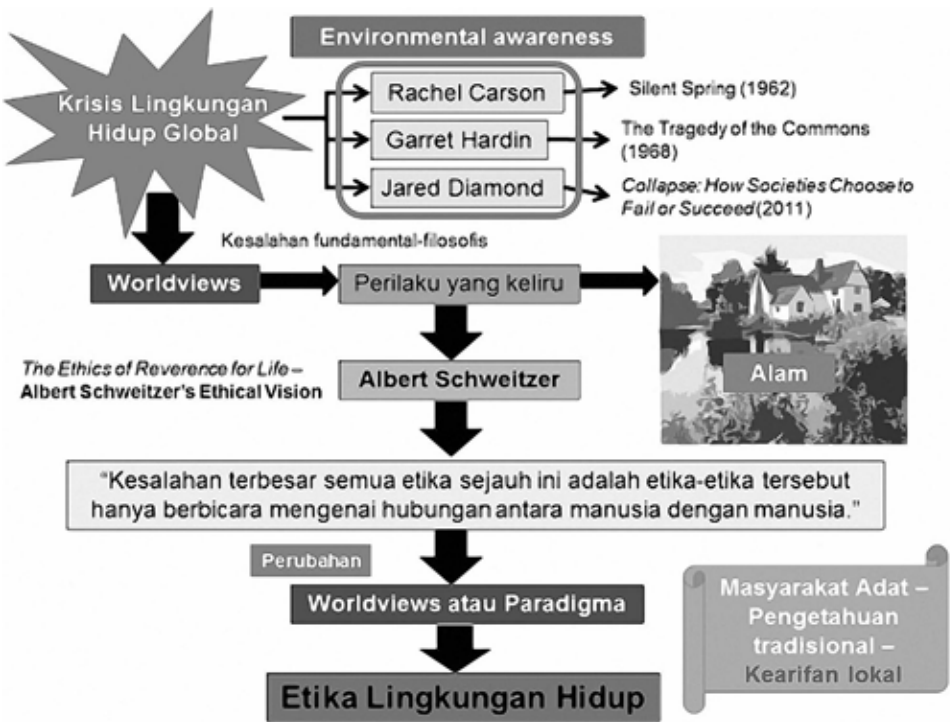 Environmental awareness
Krisis Lingkungan
Hidup Global
Rachel Carson
Silent Spring (1962)
Garret Hardin
The Tragedy of the Commons
(1968)
Jared Diamond
Collapse: How Societies Choose to
Fail or Succeed (2011)
Kesalahan fundamental-filosofis
Worldviews
Perilaku yang keliru
Alam
The Ethics of Reverence for Life –
Albert Schweitzer's Ethical Vision
Albert Schweitzer
"Kesalahan terbesar semua etika sejauh ini adalah etika-etika tersebut
hanya berbicara mengenai hubungan antara manusia dengan manusia."
Perubahan
Worldviews atau Paradigma
Masyarakat Adat –
Pengetahuan
tradisional –
Kearifan lokal
Etika Lingkungan Hidup